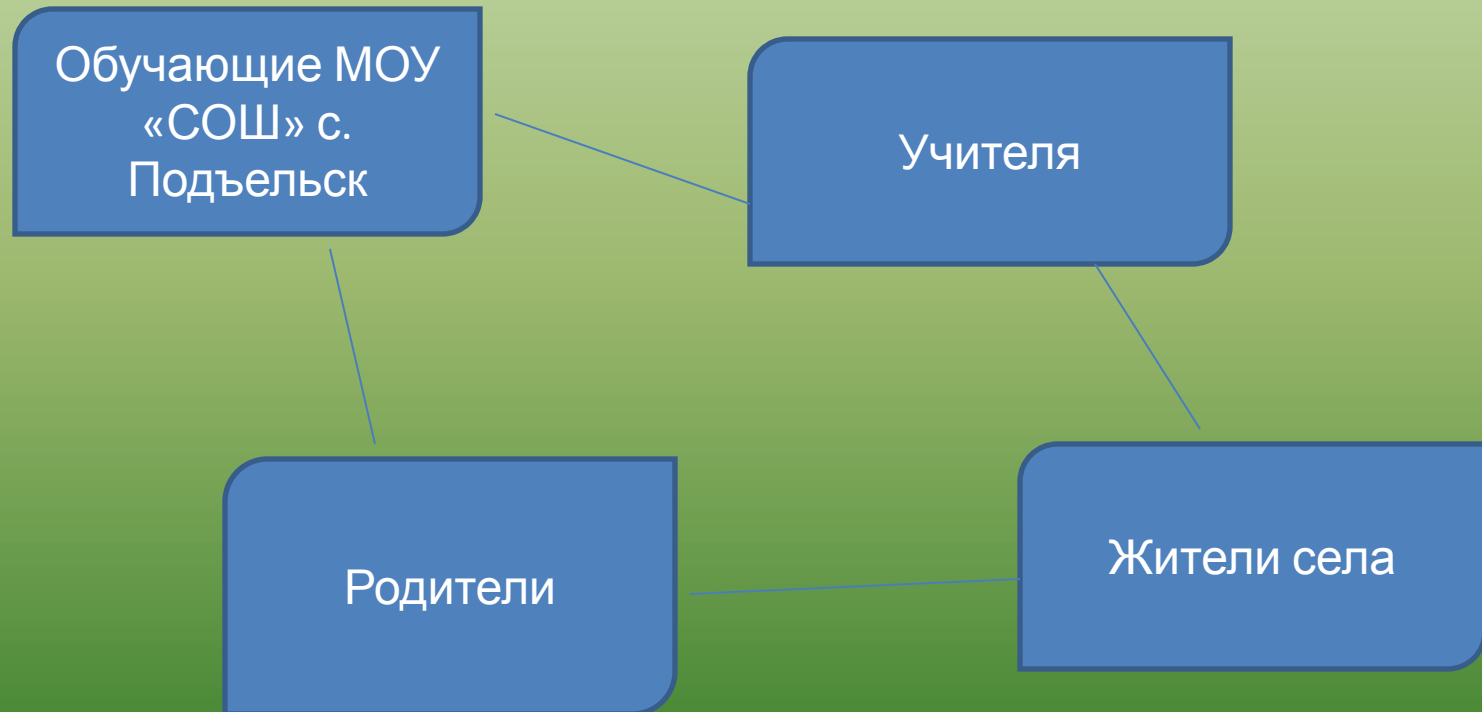 Обучающие МОУ
«СОШ» с.
Подъельск
Учителя
Родители
Жители села